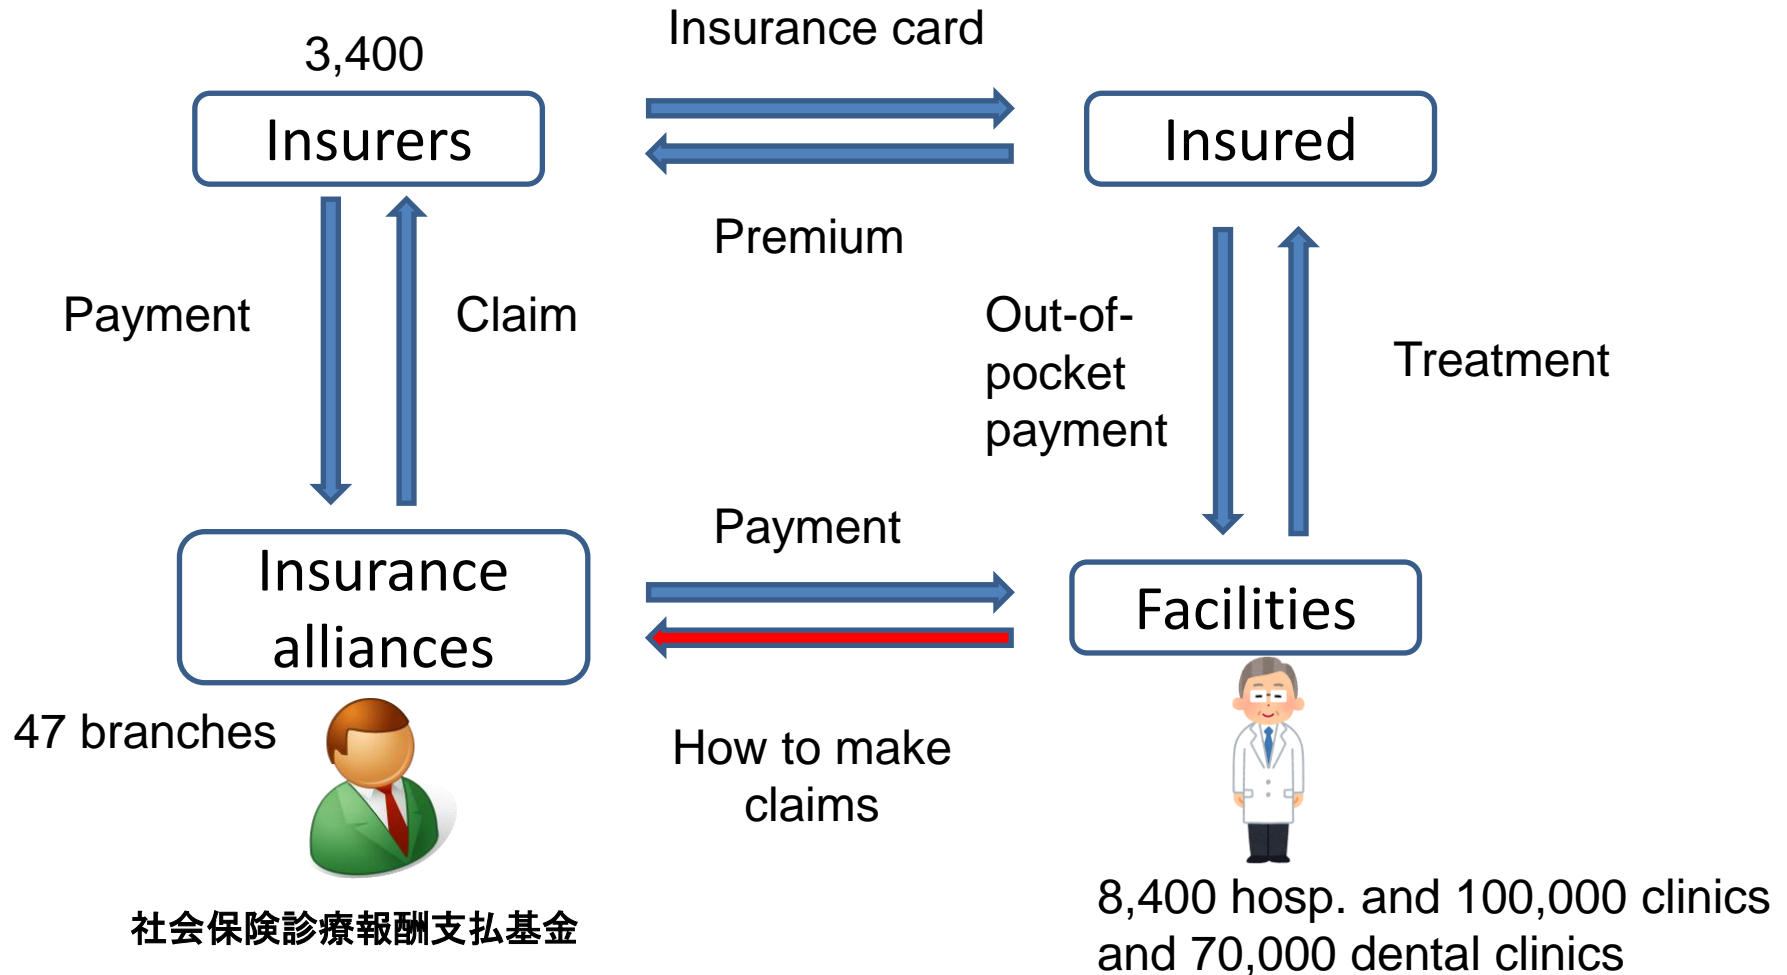 Insurance card
3,400
Insurers
Insured
Premium
Payment
Claim
Out-of-
pocket
payment
Treatment
Payment
Insurance
alliances
Facilities
47 branches
How to make
claims
社会保険診療報酬支払基金
8,400 hosp. and 100,000 clinics
and 70,000 dental clinics